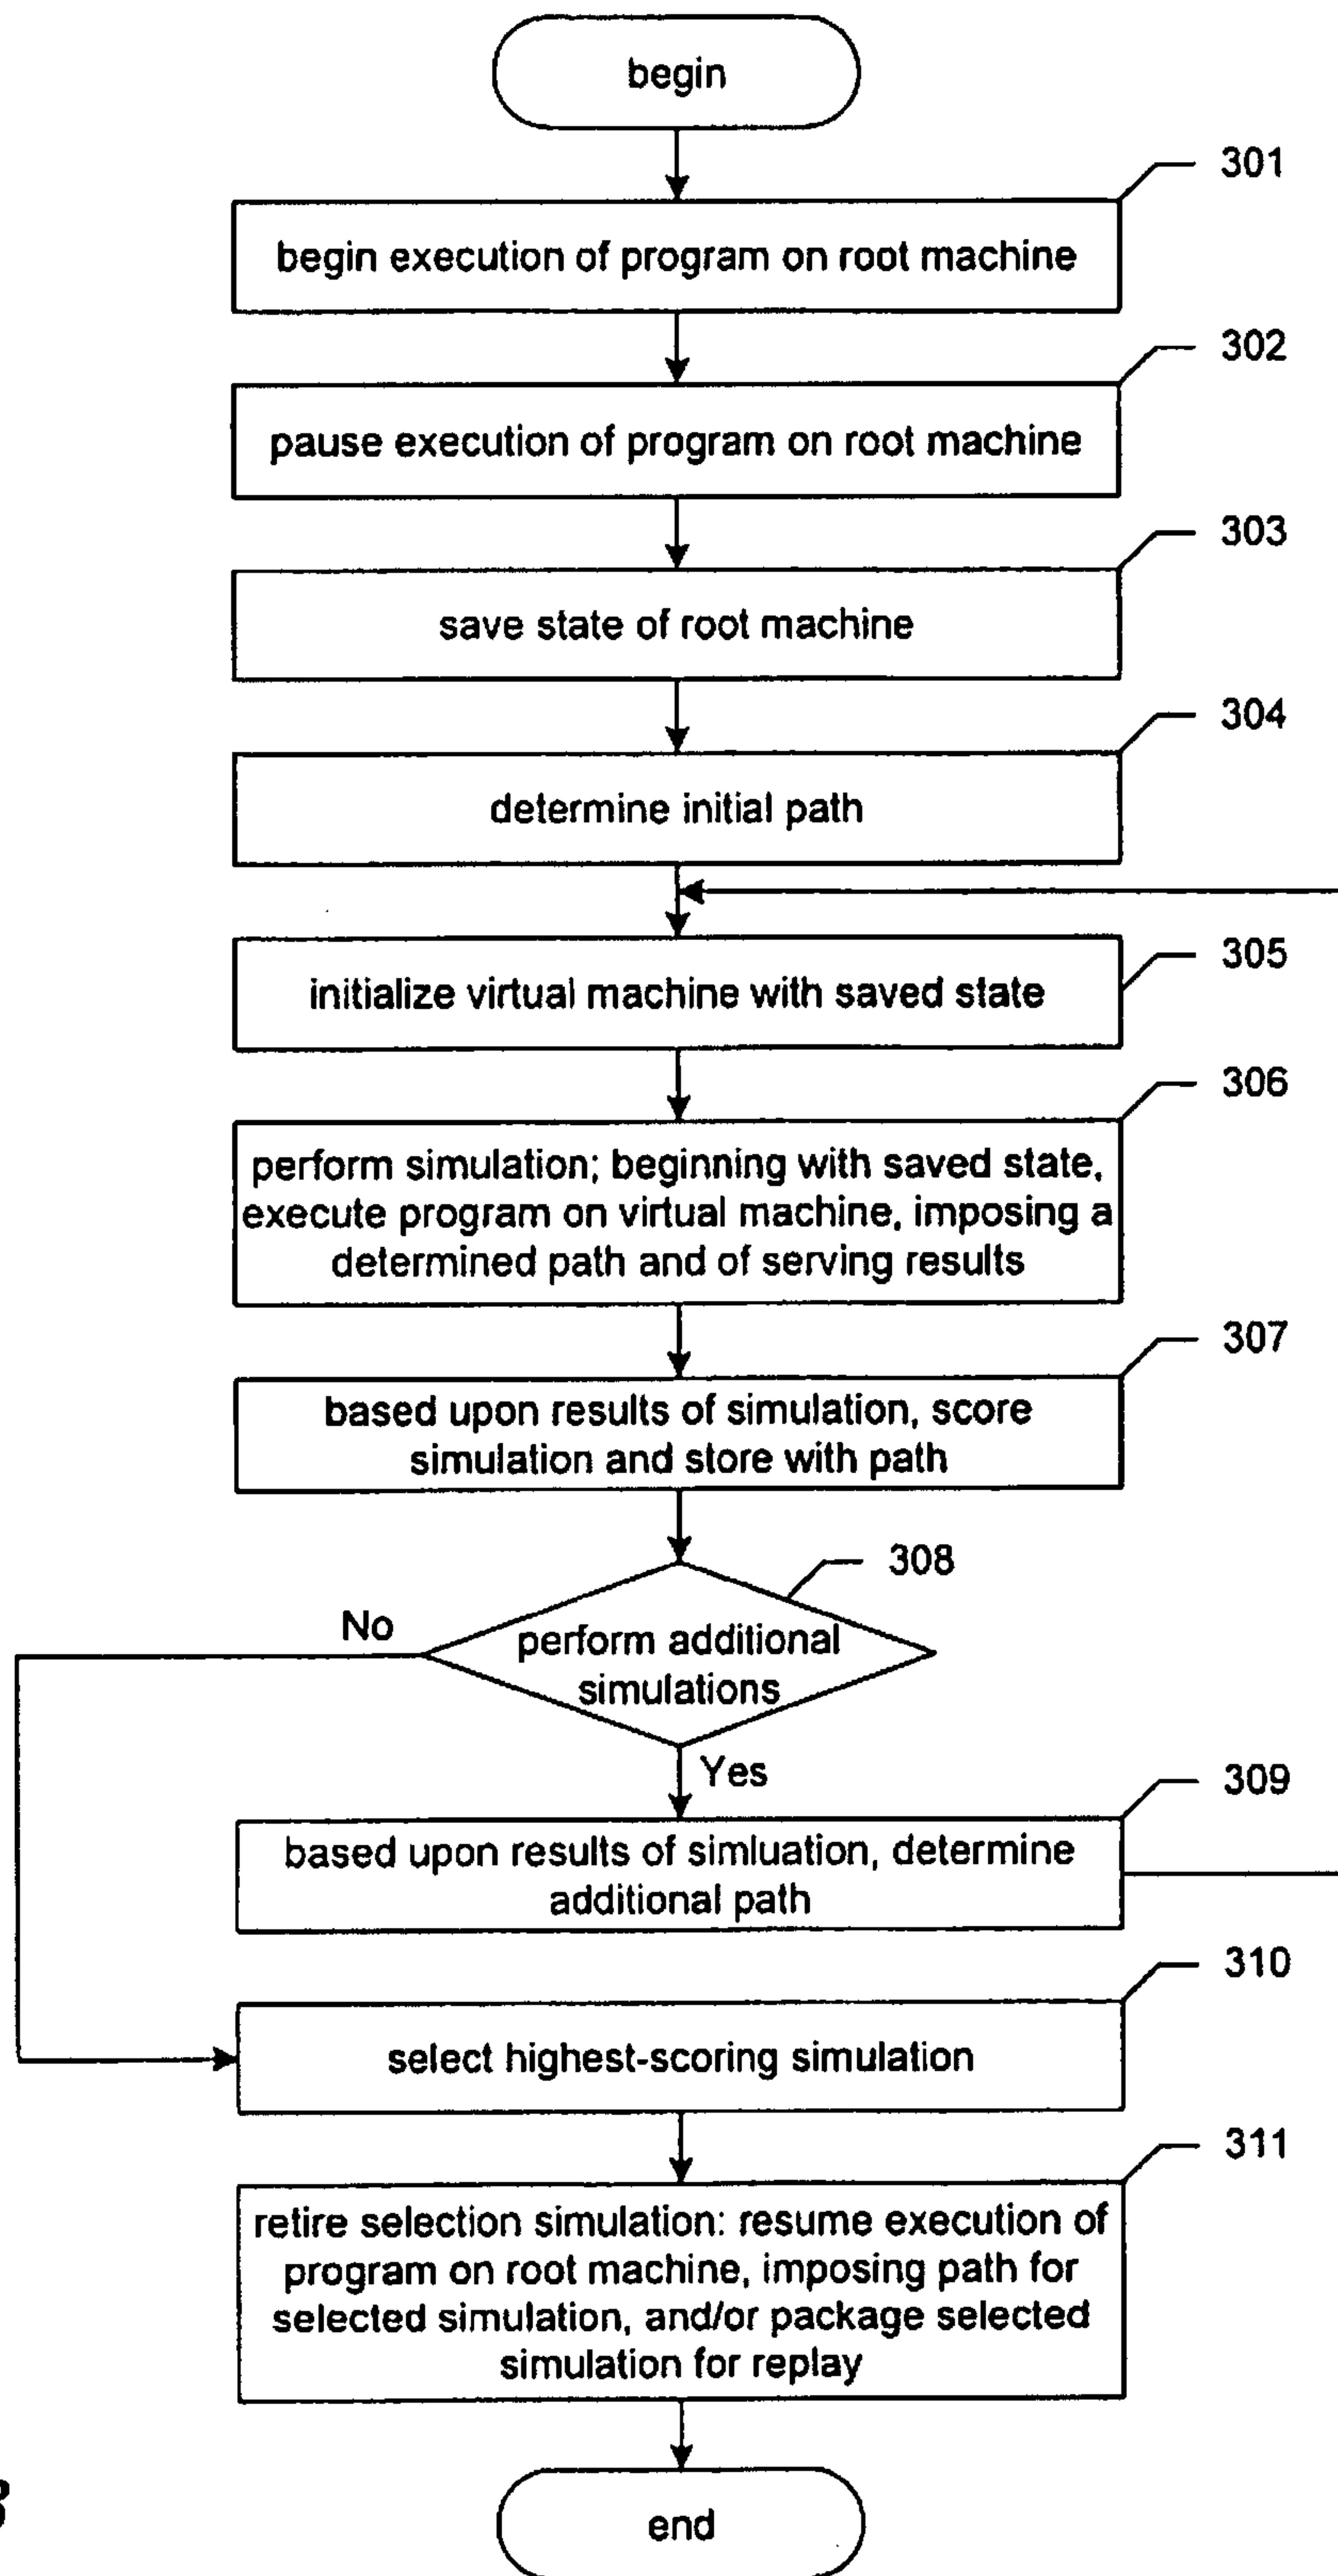 begin
301
begin execution of program on root machine
302
pause execution of program on root machine
303
save state of root machine
304
determine initial path
305
initialize virtual machine with saved state
306
perform simulation; beginning with saved state,
execute program on virtual machine, imposing a
determined path and of serving results
307
based upon results of simulation, score
simulation and store with path
308
No
perform additional
simulations
Yes
309
based upon results of simluation, determine
additional path
310
select highest-scoring simulation
311
retire selection simulation: resume execution of
program on root machine, imposing path for
selected simulation, and/or package selected
simulation for replay
end